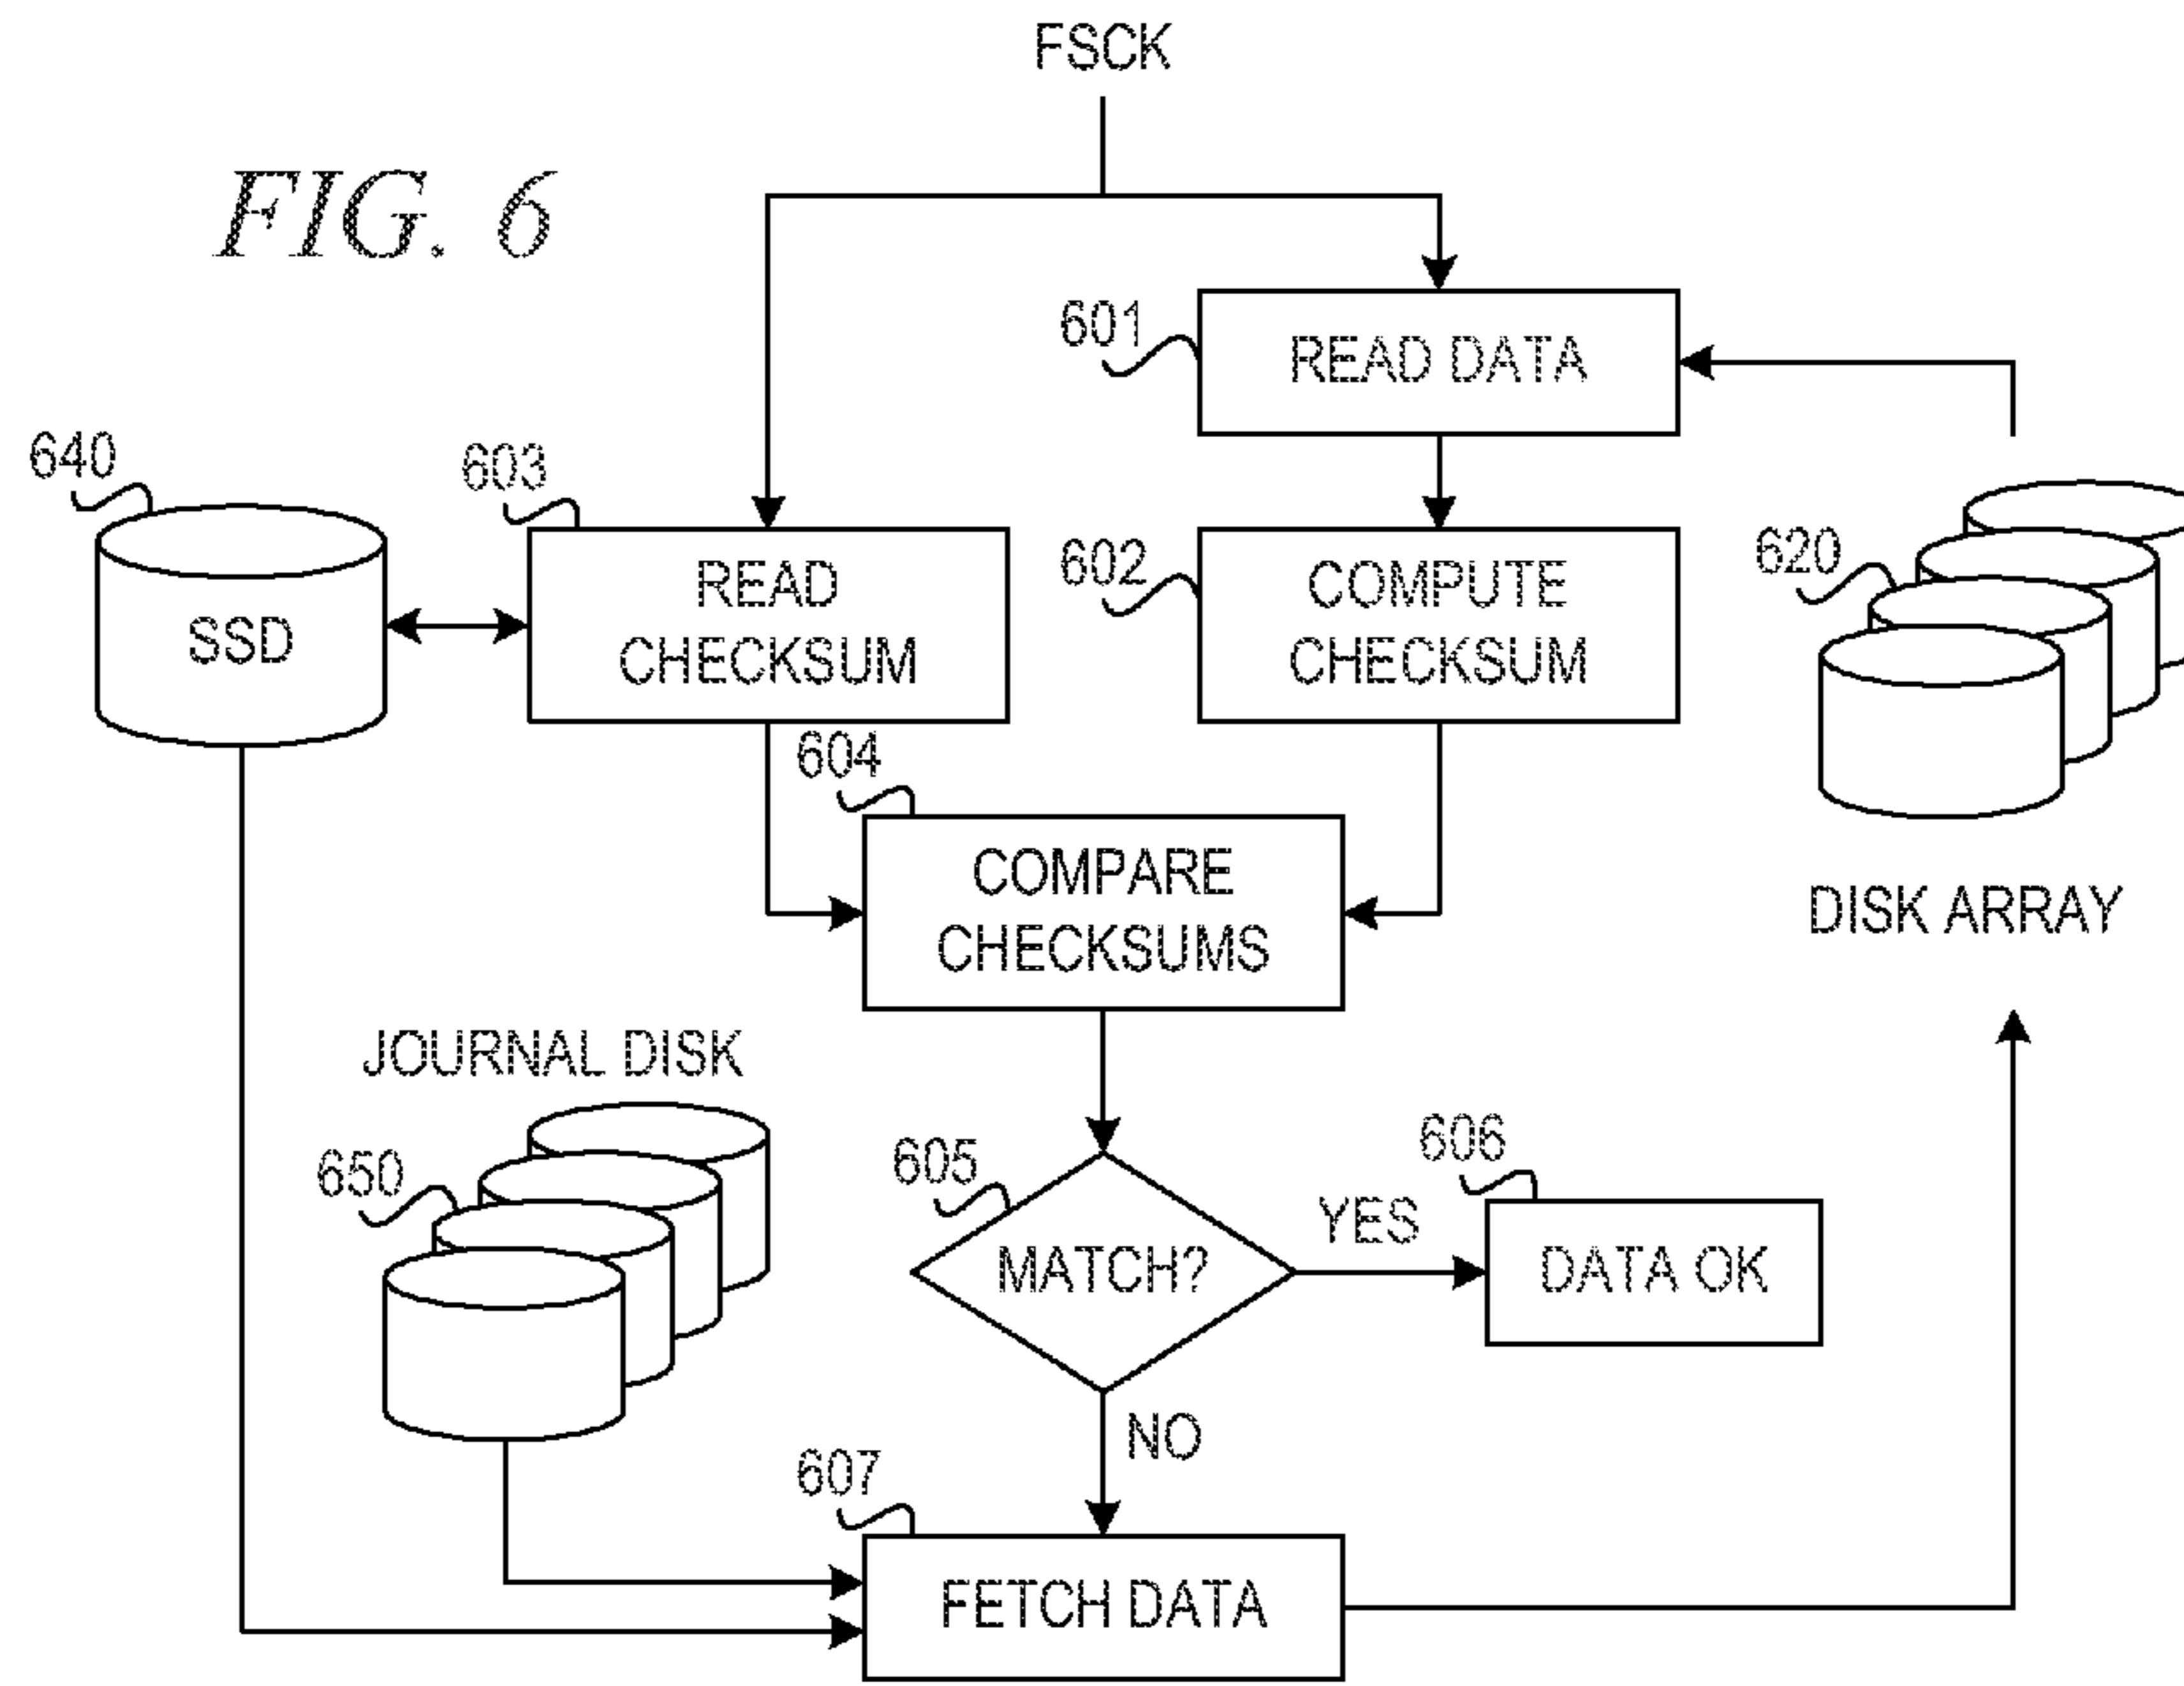 FSCK
FIG. 6
601
READ DATA
640
603
602
620
SSD
READ
CHECKSUM
COMPUTE
CHECKSUM
604
COMPARE
CHECKSUMS
DISK ARRAY
JOURNAL DISK
650
605
606
MATCH?
YES
DATA OK
NO
607
FETCH DATA